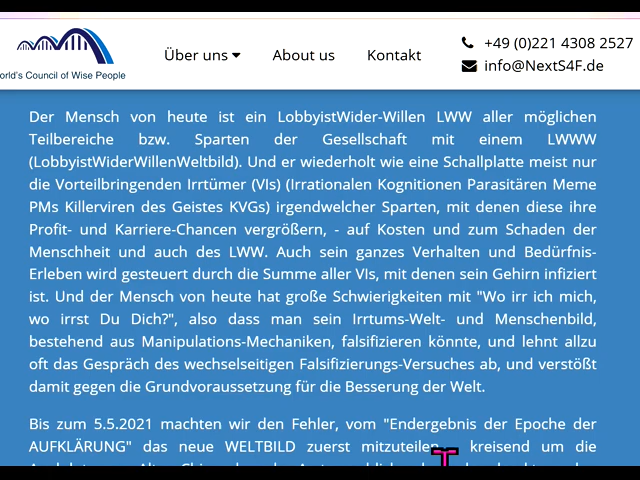 Über uns
About us
Kontakt
+49 (0)221 4308 2527
info@NextS4F.de
orld's Council of Wise People
Der Mensch von heute ist ein LobbyistWider-Willen LWW aller möglichen
Teilbereiche bzw. Sparten der Gesellschaft mit einem LWWW
(LobbyistWiderWillenWeltbild). Und er wiederholt wie eine Schallplatte meist nur
die Vorteilbringenden Irrtümer (VIs) (Irrationalen Kognitionen Parasitären Meme
PMs Killerviren des Geistes KVGs) irgendwelcher Sparten, mit denen diese ihre
Profit- und Karriere-Chancen vergrößern, - auf Kosten und zum Schaden der
Menschheit und auch des LWW. Auch sein ganzes Verhalten und Bedürfnis-
Erleben wird gesteuert durch die Summe aller VIs, mit denen sein Gehirn infiziert
ist. Und der Mensch von heute hat große Schwierigkeiten mit "Wo irr ich mich,
wo irrst Du Dich?", also dass man sein Irrtums-Welt- und Menschenbild,
bestehend aus Manipulations-Mechaniken, falsifizieren könnte, und lehnt allzu
oft das Gespräch des wechselseitigen Falsifizierungs-Versuches ab, und verstößt
damit gegen die Grundvoraussetzung für die Besserung der Welt.
Bis zum 5.5.2021 machten wir den Fehler, vom "Endergebnis der Epoche der
AUFKLÄRUNG" das neue WELTBILD zuerst mitzuteilen, kreisend um die